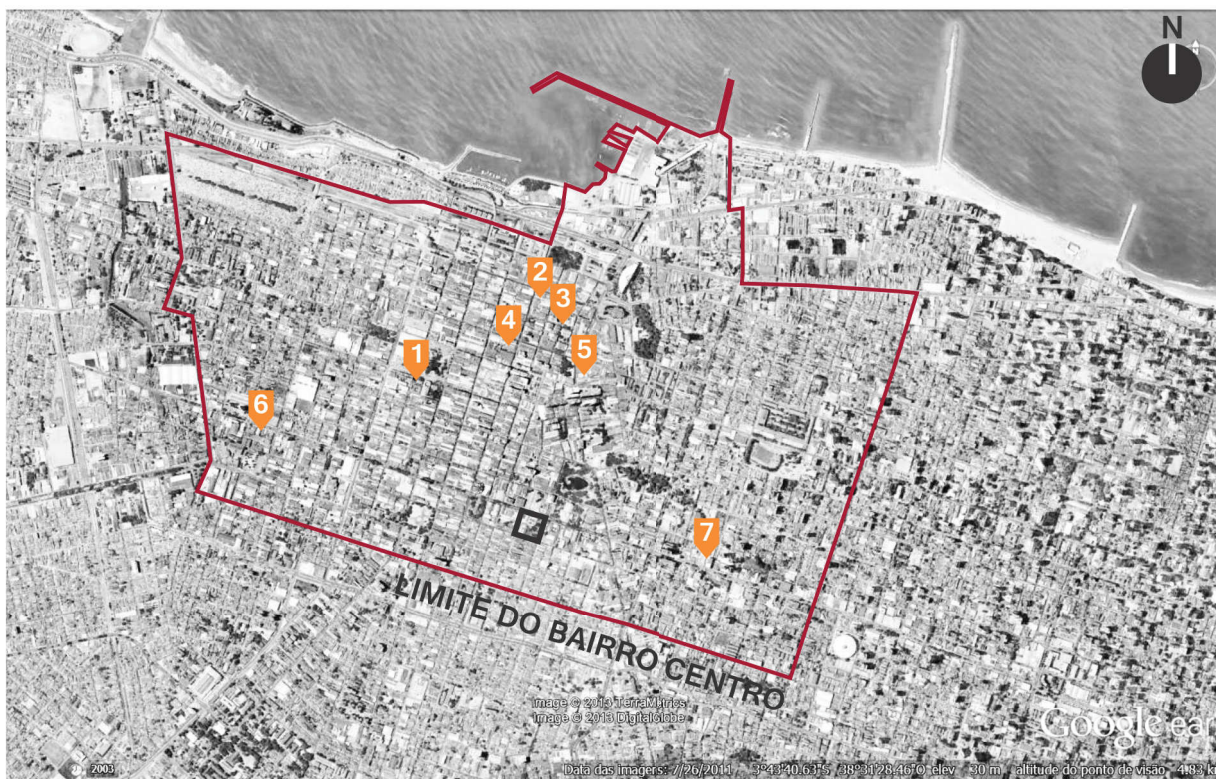 N
2
3
4
5
1
6
7
LIMITE DO BAIRRO CENTRO
Image © 2013 TerraMetrics
Image © 2013 DigitalGlobe
Google ear
2003
Data das imagens: 7/26/2011 3°43'40.63"S 38°31'28.46"O elev 30 m altitude do ponto de visão 4.83 k